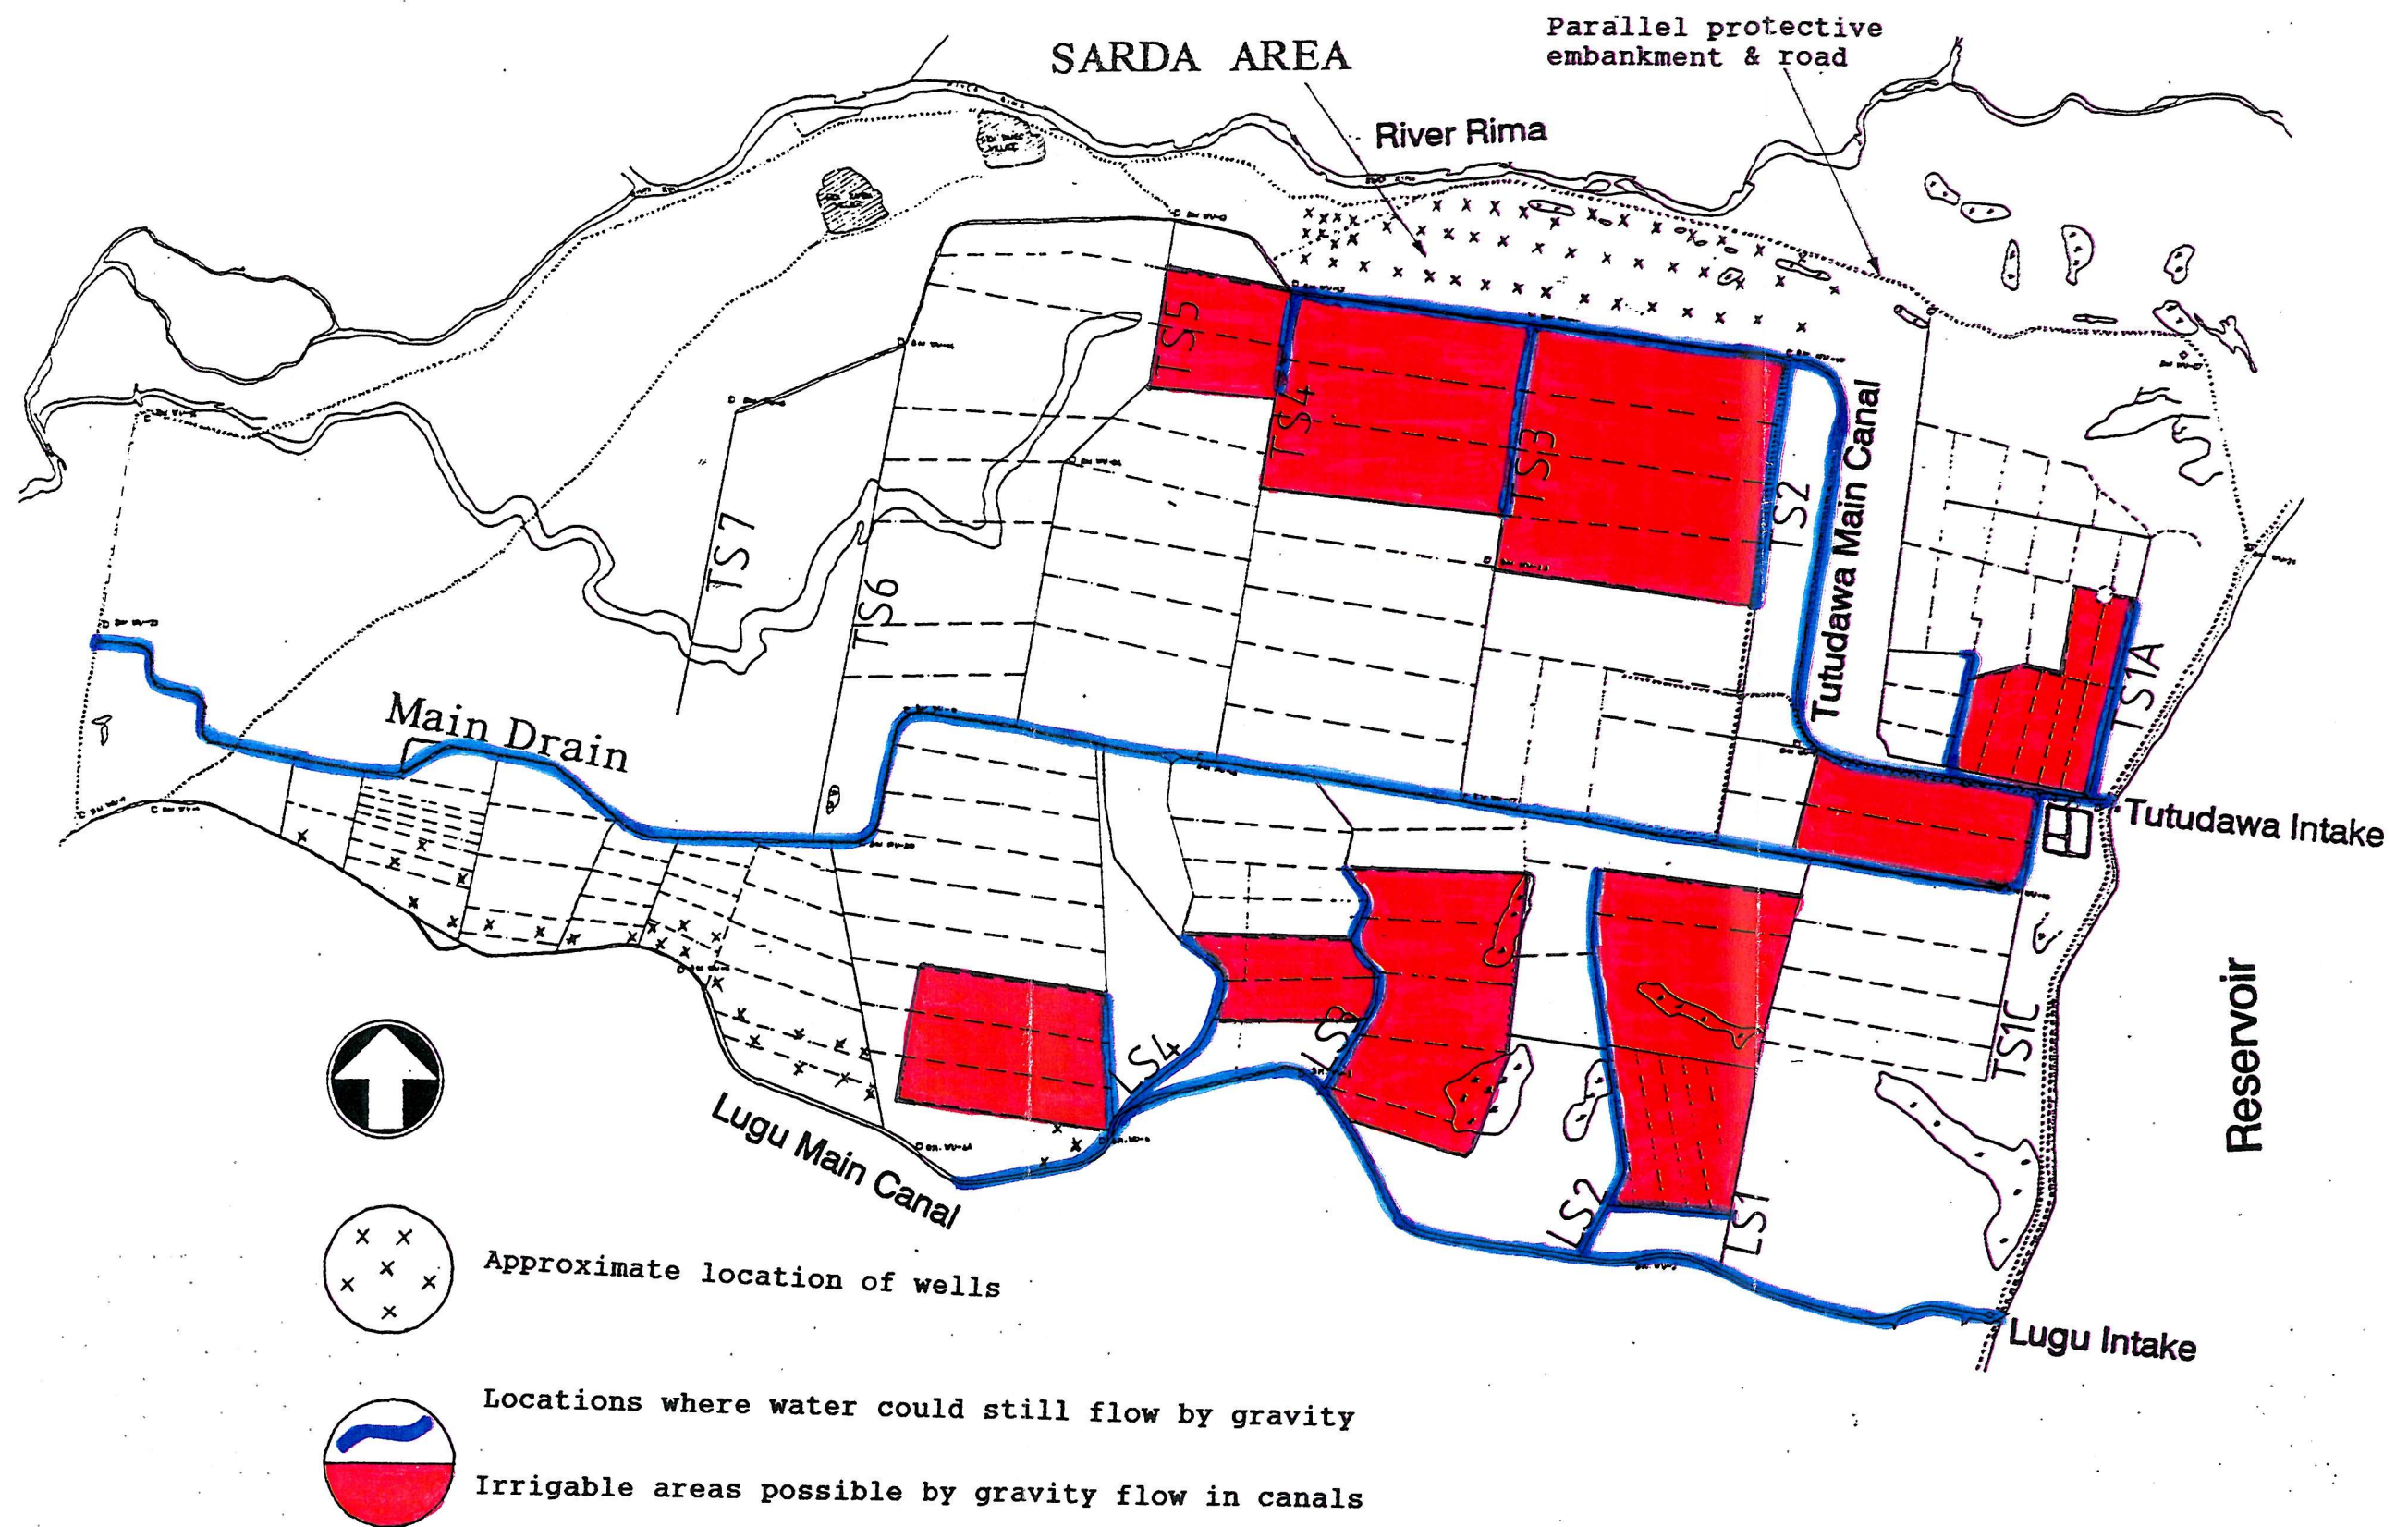 Parallel protective
embankment & road
SARDA AREA
River Rima
TS5
TS4
TS3
TS2
Tutudawa Main Canal
TS7
TS6
TS1A
Main Drain
Tutudawa Intake
LS4
LS3
LS2
LS1
TS1C
Reservoir
Lugu Main Canal
Lugu Intake
Approximate location of wells
Locations where water could still flow by gravity
Irrigable areas possible by gravity flow in canals